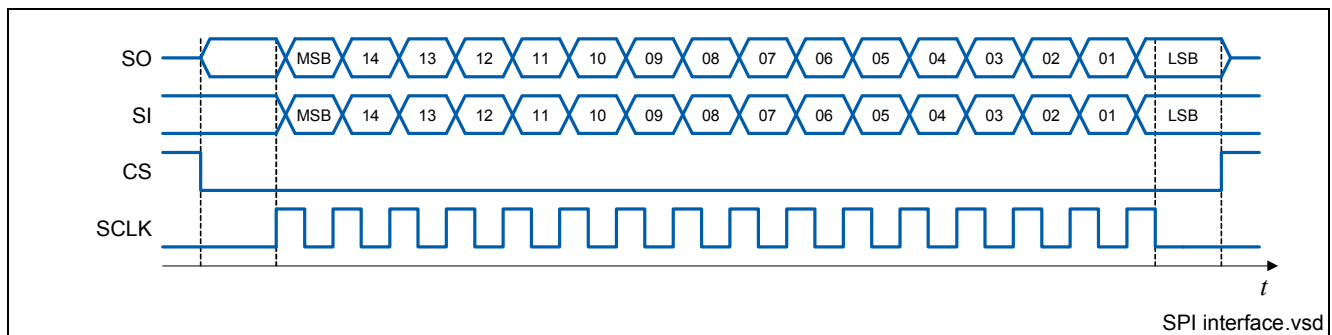 SO MSB 14 13 12 11 10 09 08 07 06 05 04 03 02 01 LSB
SI MSB 14 13 12 11 10 09 08 07 06 05 04 03 02 01 LSB
CS
SCLK
t
SPI interface.vsd